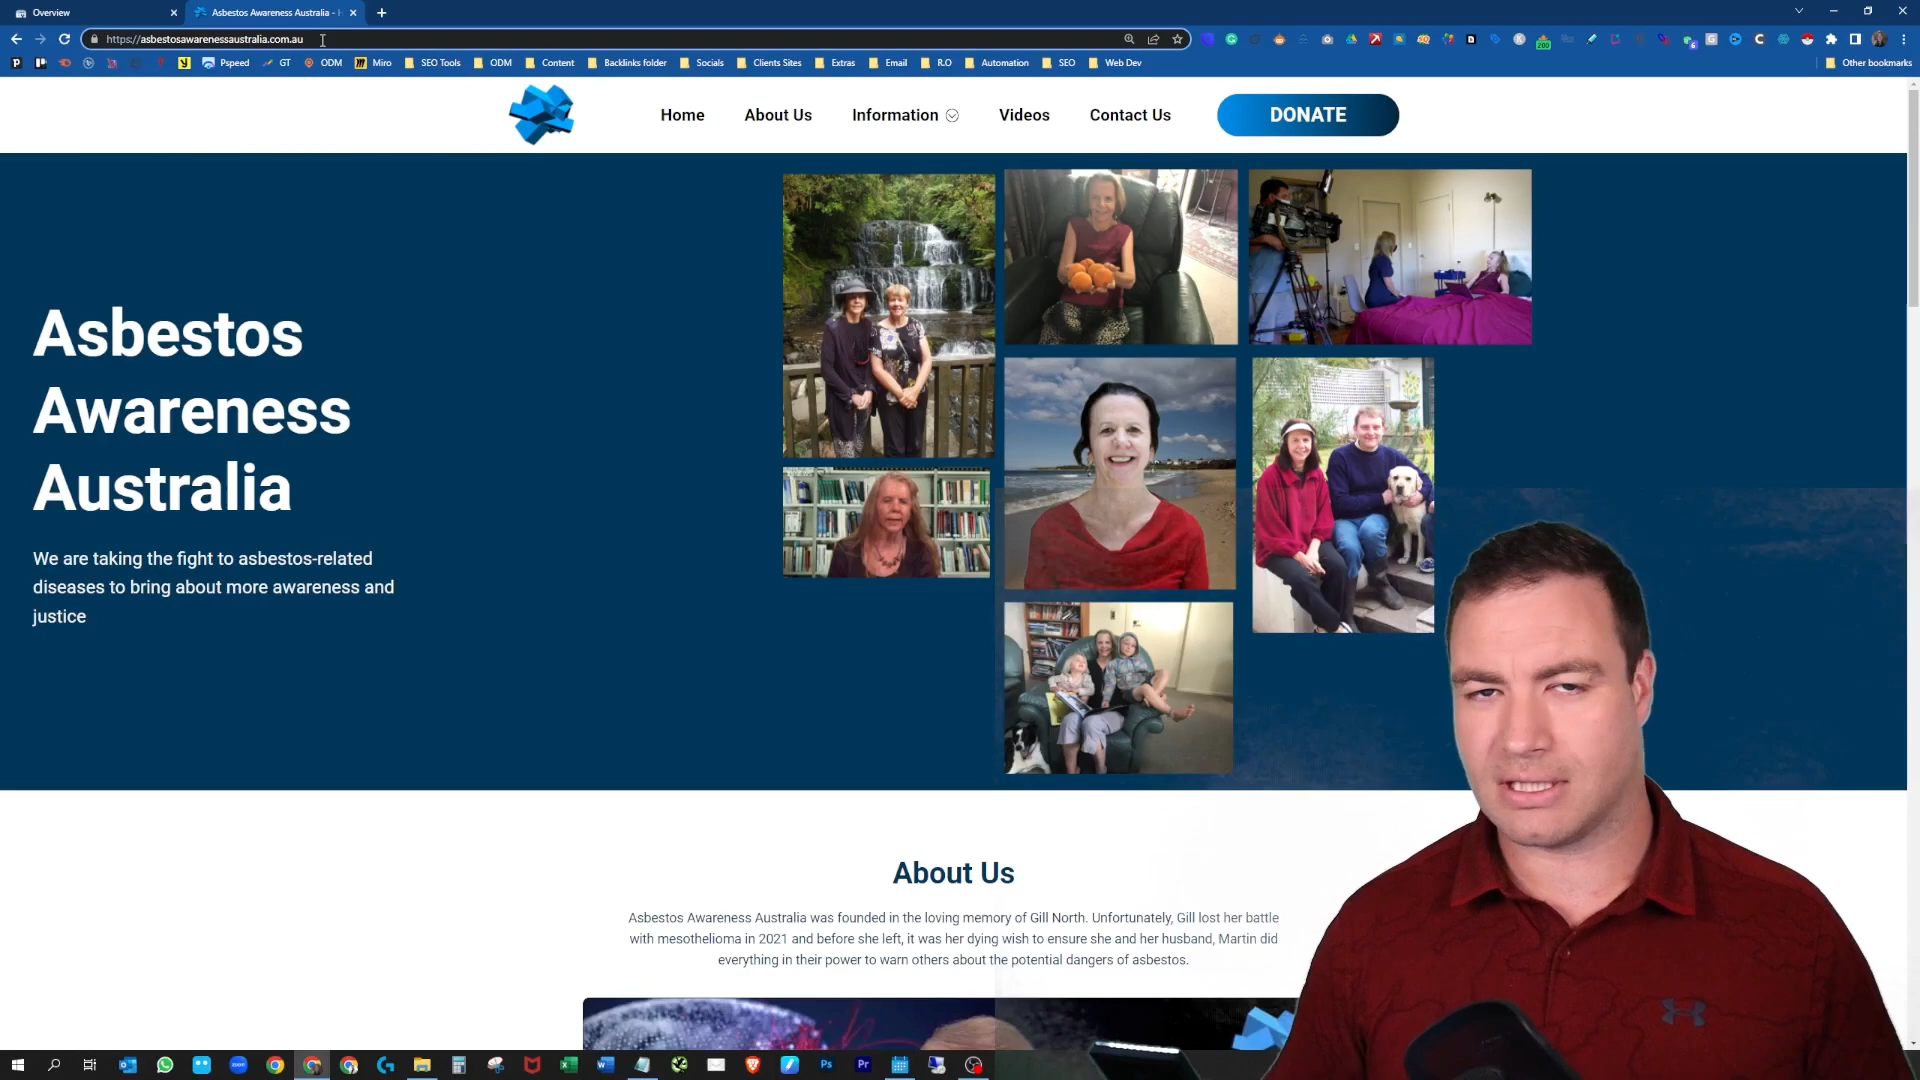 Overview
Asbestos Awareness Australia - H
https://asbestosawarenessaustralia.com.au
Pspeed
GT
ODM
Miro
SEO Tools
ODM
Content
Backlinks folder
Socials
Clients Sites
Extras
Email
R.O
Automation
SEO
Web Dev
Other bookmarks
Home
About Us
Information
Videos
Contact Us
DONATE
Asbestos
Awareness
Australia
We are taking the fight to asbestos-related
diseases to bring about more awareness and
justice
About Us
Asbestos Awareness Australia was founded in the loving memory of Gill North. Unfortunately, Gill lost her battle
with mesothelioma in 2021 and before she left, it was her dying wish to ensure she and her husband, Martin did
everything in their power to warn others about the potential dangers of asbestos.